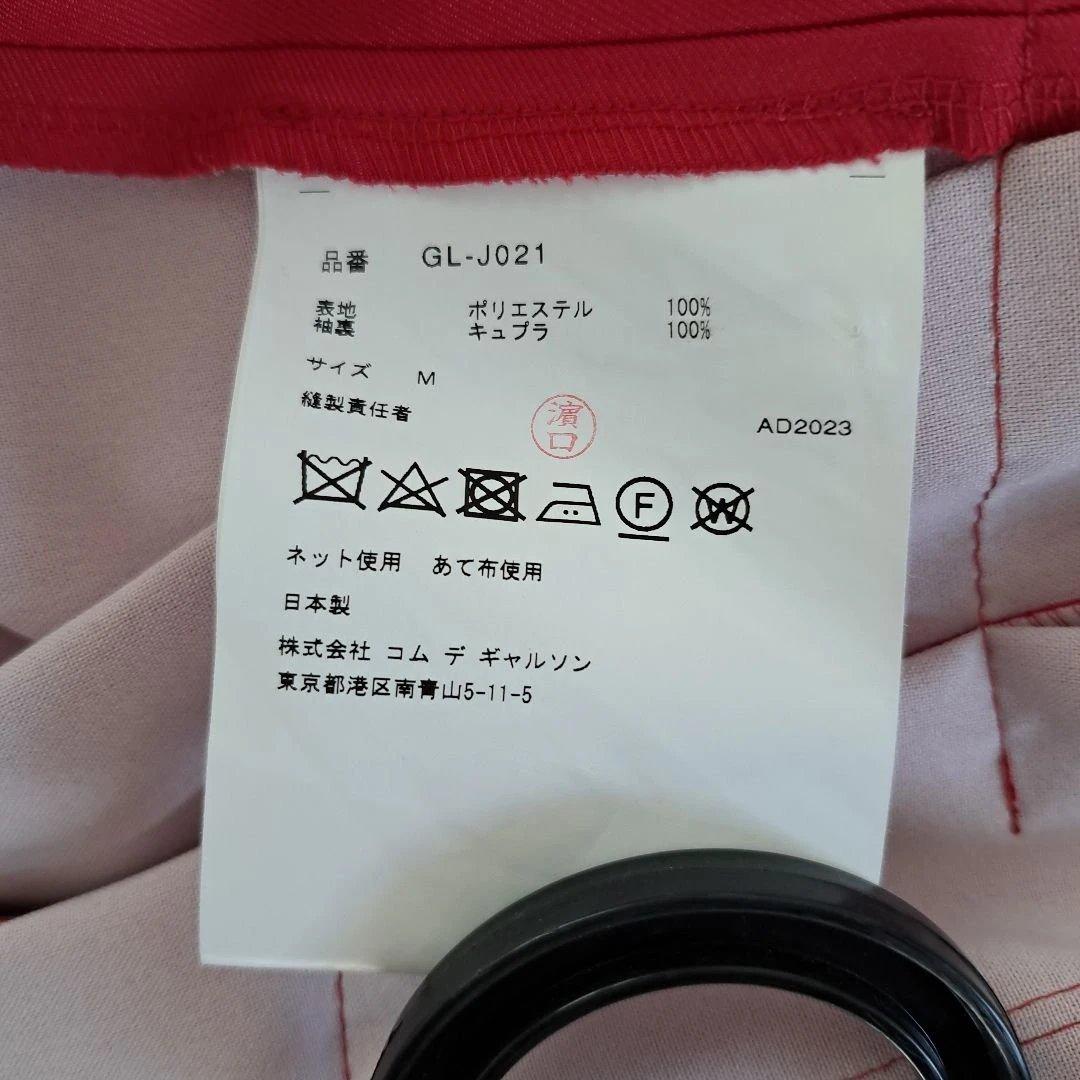 品番 GL-J021
表地 ポリエステル 100%
袖裏 キュプラ 100%
サイズ M
縫製責任者 濱口 AD2023
F W
ネット使用 あて布使用
日本製
株式会社 コム デ ギャルソン
東京都港区南青山5-11-5